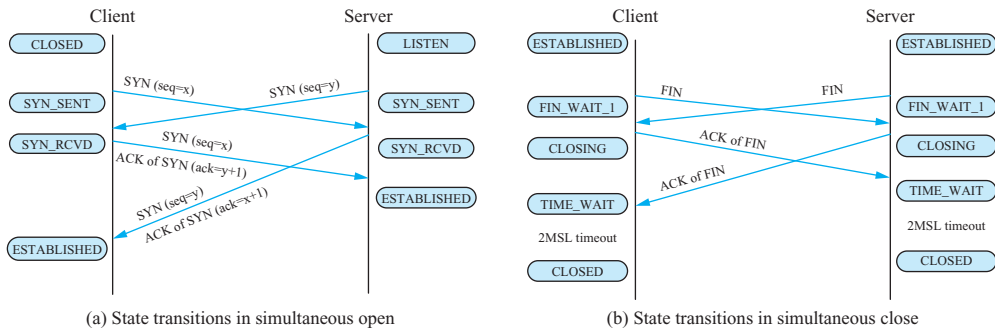 Client
Server
CLOSED
LISTEN
SYN (seq=x)
SYN (seq=y)
SYN_SENT
SYN_SENT
SYN_RCVD
SYN (seq=x)
ACK of SYN (ack=y+1)
SYN_RCVD
SYN (seq=y)
ACK of SYN (ack=x+1)
ESTABLISHED
ESTABLISHED
(a) State transitions in simultaneous open
Client
Server
ESTABLISHED
ESTABLISHED
FIN
FIN
FIN_WAIT_1
FIN_WAIT_1
CLOSING
ACK of FIN
CLOSING
ACK of FIN
TIME_WAIT
TIME_WAIT
2MSL timeout
2MSL timeout
CLOSED
CLOSED
(b) State transitions in simultaneous close